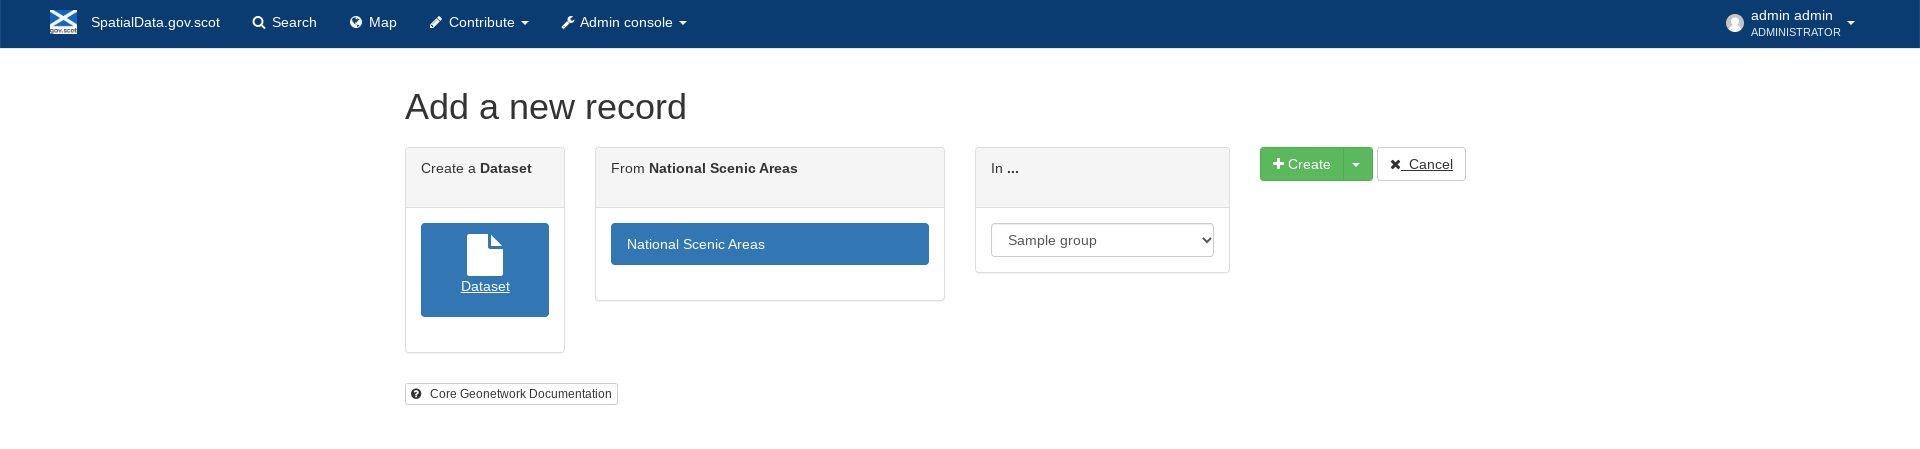 gov.scot
SpatialData.gov.scot Search Map Contribute Admin console admin admin
ADMINISTRATOR
Add a new record
Create a Dataset
From National Scenic Areas
In ...
Create
Cancel
Dataset
National Scenic Areas
Sample group
Core Geonetwork Documentation